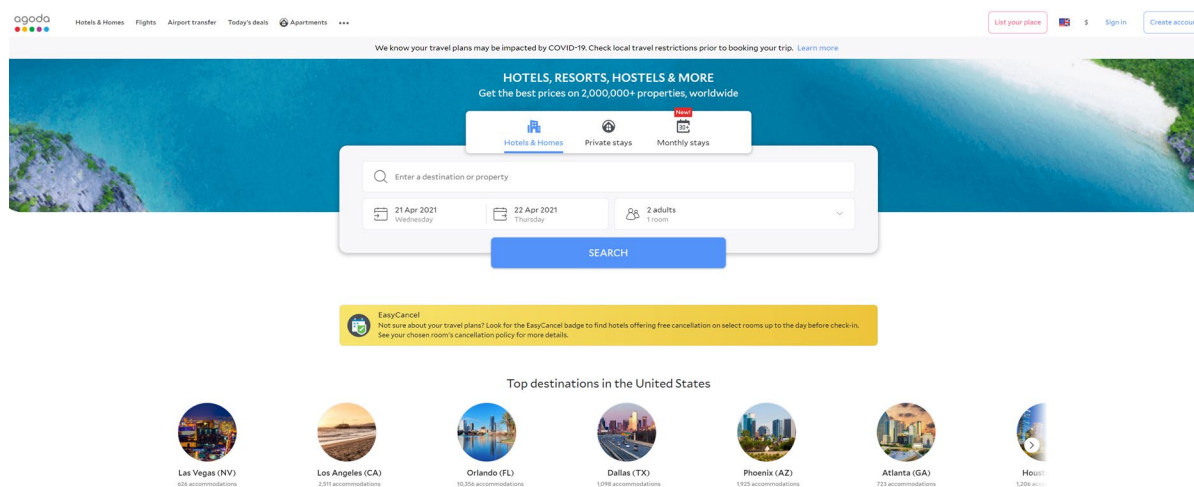 agoda
Hotels & Homes Flights Airport transfer Today's deals Apartments
List your place $ Sign in Create accou
We know your travel plans may be impacted by COVID-19. Check local travel restrictions prior to booking your trip. Learn more
HOTELS, RESORTS, HOSTELS & MORE
Get the best prices on 2,000,000+ properties, worldwide
New!
30+
Hotels & Homes Private stays Monthly stays
Enter a destination or property
21 Apr 2021 22 Apr 2021 2 adults
Wednesday Thursday 1 room
SEARCH
EasyCancel
Not sure about your travel plans? Look for the EasyCancel badge to find hotels offering free cancellation on select rooms up to the day before check-in.
See your chosen room's cancellation policy for more details.
Top destinations in the United States
Las Vegas (NV) Los Angeles (CA) Orlando (FL) Dallas (TX) Phoenix (AZ) Atlanta (GA) Houst
626 accommodations 2,511 accommodations 10,356 accommodations 1,098 accommodations 1,925 accommodations 723 accommodations 1,206